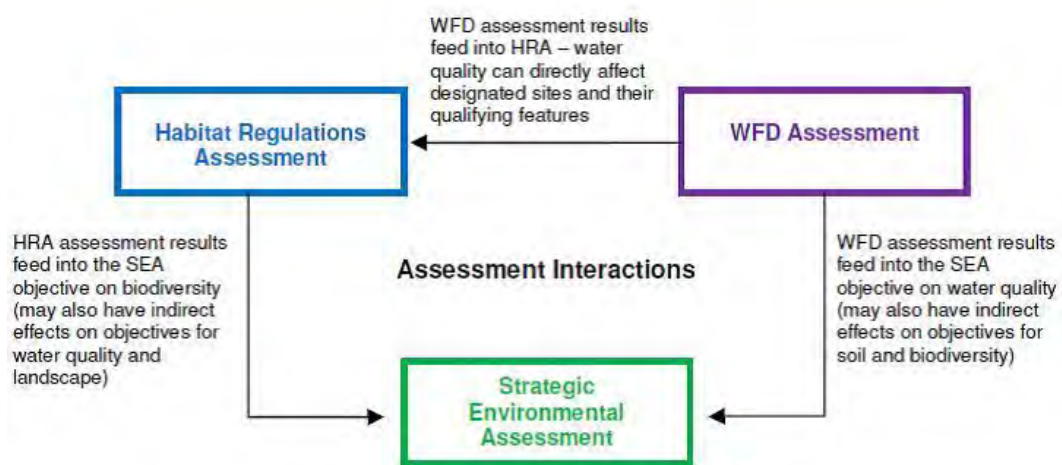 WFD assessment results
feed into HRA – water
quality can directly affect
designated sites and their
qualifying features
Habitat Regulations
Assessment
WFD Assessment
HRA assessment results
feed into the SEA
objective on biodiversity
(may also have indirect
effects on objectives for
water quality and
landscape)
Assessment Interactions
WFD assessment results
feed into the SEA
objective on water quality
(may also have indirect
effects on objectives for
soil and biodiversity)
Strategic
Environmental
Assessment